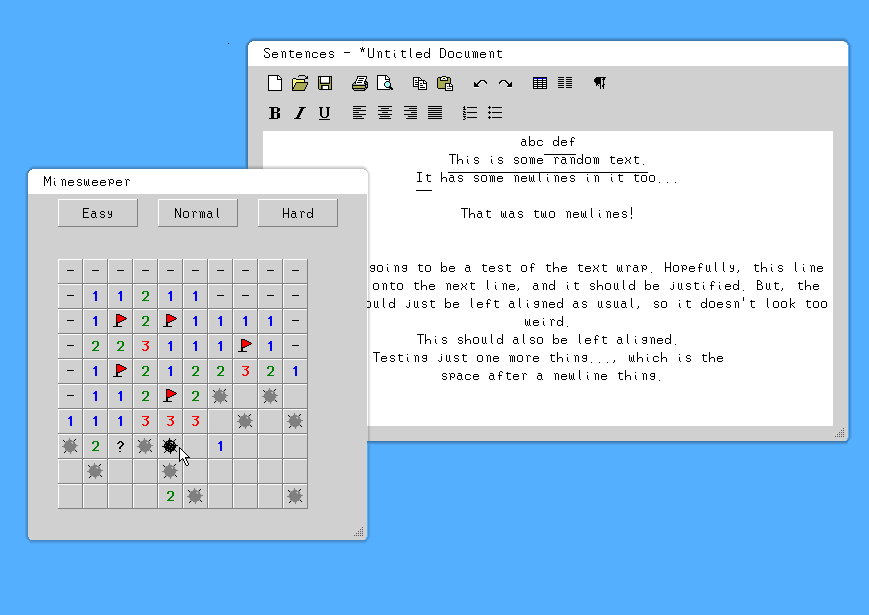 Sentences - *Untitled Document
B I U
abc def
This is some random text.
It has some newlines in it too...
That was two newlines!
going to be a test of the text wrap. Hopefully, this line
onto the next line, and it should be justified. But, the
just be left aligned as usual, so it doesn't look too
weird.
This should also be left aligned.
Testing just one more thing..., which is the
space after a newline thing.
Minesweeper
Easy Normal Hard
- - - - - - - - - -
- 1 1 2 1 1 - - - -
- 1 2 1 1 1 1 -
- 2 2 3 1 1 1 1 -
- 1 2 1 2 2 3 2 1
- 1 1 2 2
1 1 1 3 3 3
2 ? 1
2